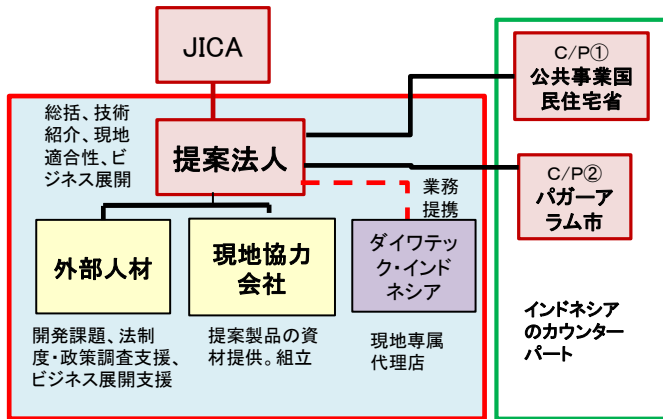 JICA
C/P①
公共事業国
民住宅省
総括、技術
紹介、現地
適合性、ビ
ジネス展開
提案法人
C/P②
パガーア
ラム市
業務
提携
外部人材
現地協力
会社
ダイワテッ
ク・インド
ネシア
開発課題、法制
度・政策調査支援、
ビジネス展開支援
提案製品の資
材提供。組立
現地専属
代理店
インドネシア
のカウンター
パート